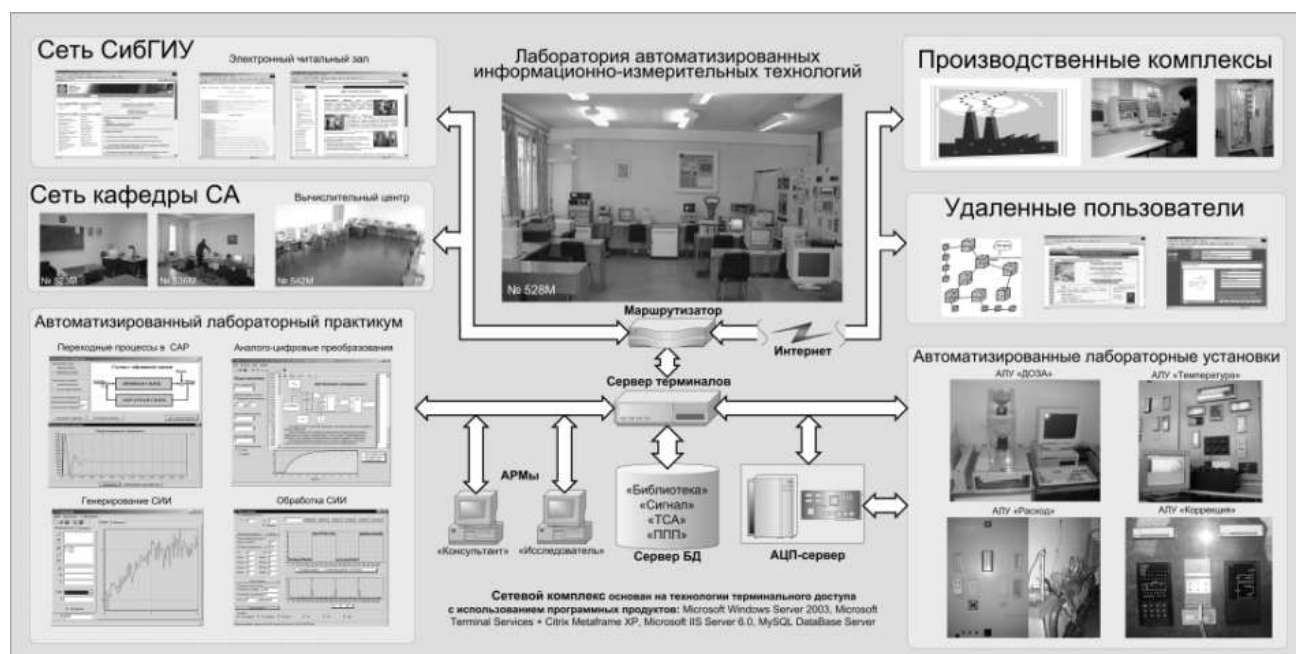 Сеть СибГИУ
Электронный читальный зал
Сеть кафедры СА
Вычислительный центр
№ 523М
№ 536М
№ 542М
Автоматизированный лабораторный практикум
Переходные процессы в САР
Аналого-цифровые преобразования
Генерирование СИИ
Обработка СИИ
Лаборатория автоматизированных
информационно-измерительных технологий
№ 528М
Маршрутизатор
Интернет
Сервер терминалов
АРМы
«Консультант»
«Исследователь»
«Библиотека»
«Сигнал»
«ТСА»
«ППП»
Сервер БД
АЦП-сервер
Сетевой комплекс основан на технологии терминального доступа
с использованием программных продуктов: Microsoft Windows Server 2003, Microsoft
Terminal Services + Citrix Metaframe XP, Microsoft IIS Server 6.0, MySQL DataBase Server
Производственные комплексы
Удаленные пользователи
Автоматизированные лабораторные установки
АЛУ «ДОЗА»
АЛУ «Температура»
АЛУ «Расход»
АЛУ «Коррекция»